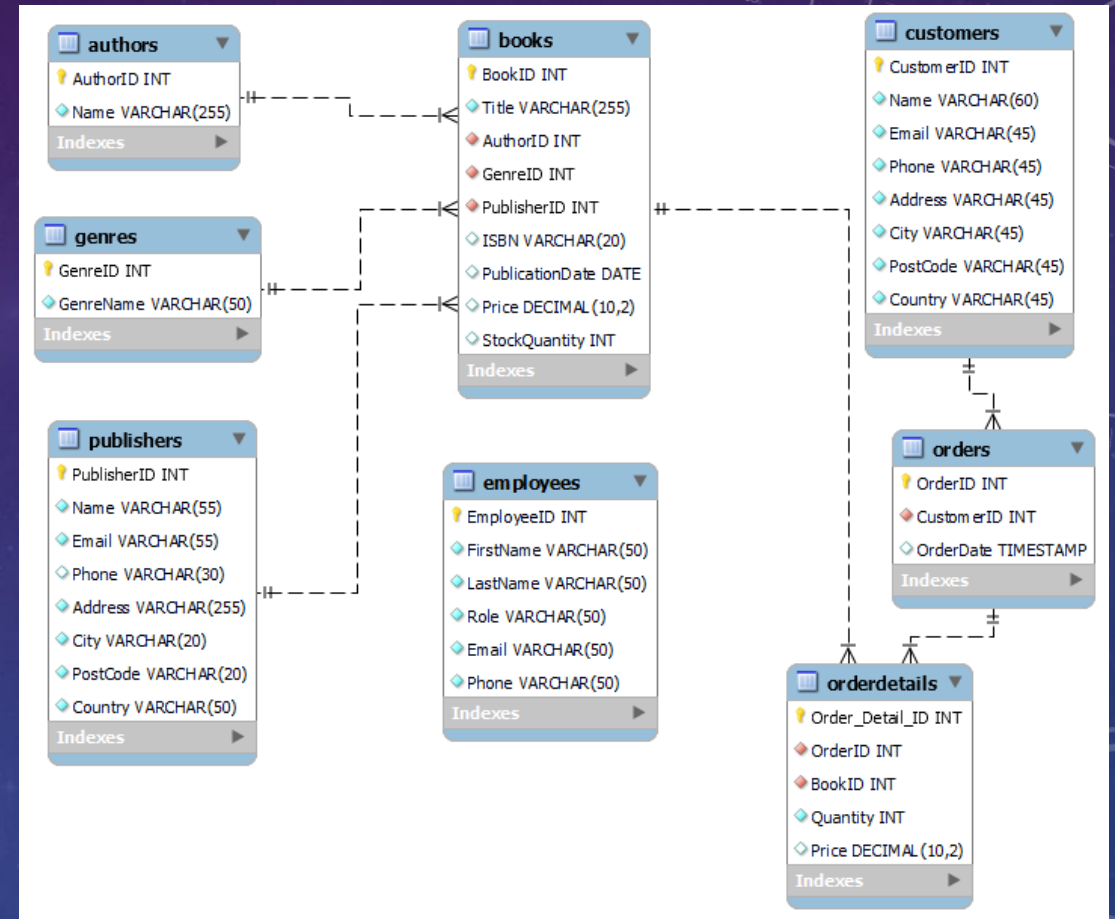 authors
AuthorID INT
Name VARCHAR(255)
Indexes
genres
GenreID INT
GenreName VARCHAR(50)
Indexes
publishers
PublisherID INT
Name VARCHAR(55)
Email VARCHAR(55)
Phone VARCHAR(30)
Address VARCHAR(255)
City VARCHAR(20)
PostCode VARCHAR(20)
Country VARCHAR(50)
Indexes
books
BookID INT
Title VARCHAR(255)
AuthorID INT
GenreID INT
PublisherID INT
ISBN VARCHAR(20)
PublicationDate DATE
Price DECIMAL(10,2)
StockQuantity INT
Indexes
employees
EmployeeID INT
FirstName VARCHAR(50)
LastName VARCHAR(50)
Role VARCHAR(50)
Email VARCHAR(50)
Phone VARCHAR(50)
Indexes
customers
CustomerID INT
Name VARCHAR(60)
Email VARCHAR(45)
Phone VARCHAR(45)
Address VARCHAR(45)
City VARCHAR(45)
PostCode VARCHAR(45)
Country VARCHAR(45)
Indexes
orders
OrderID INT
CustomerID INT
OrderDate TIMESTAMP
Indexes
orderdetails
Order_Detail_ID INT
OrderID INT
BookID INT
Quantity INT
Price DECIMAL(10,2)
Indexes